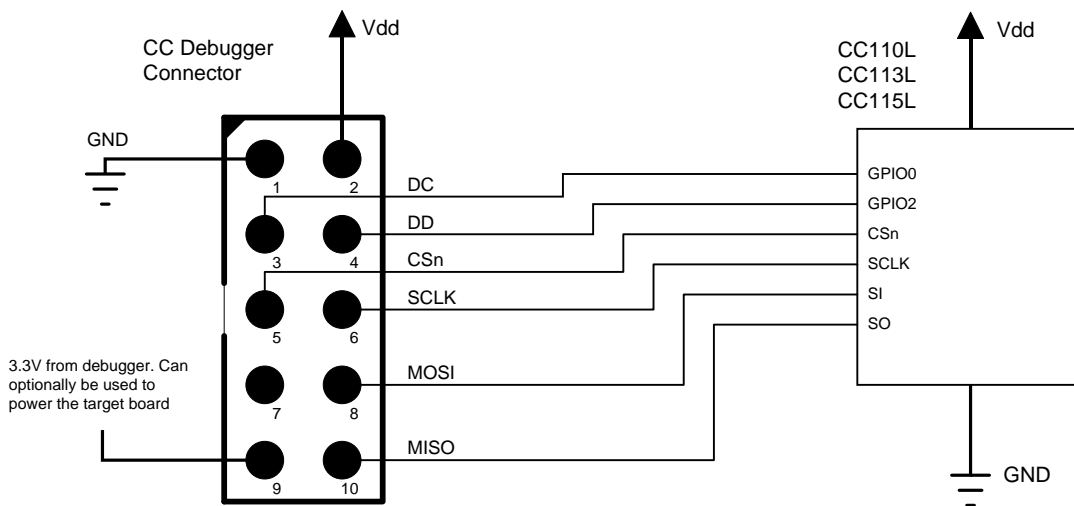 CC Debugger
Connector
Vdd
GND
1
2
3
4
5
6
7
8
9
10
DC
DD
CSn
SCLK
MOSI
MISO
3.3V from debugger. Can
optionally be used to
power the target board
CC110L
CC113L
CC115L
Vdd
GPIO0
GPIO2
CSn
SCLK
SI
SO
GND